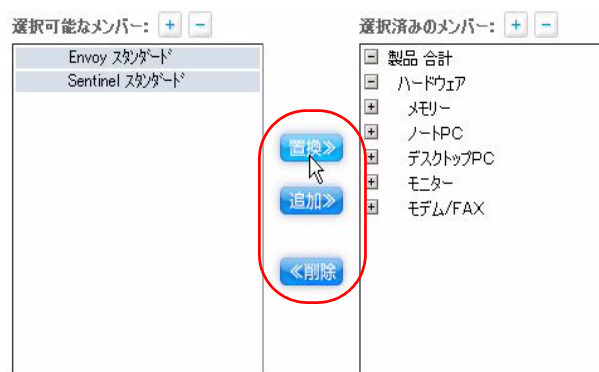 選択可能なメンバー: + −
Envoy スタンダード
Sentinel スタンダード
置換≫
追加≫
≪削除
選択済みのメンバー: + −
− 製品 合計
− ハードウェア
+ メモリー
+ ノートPC
+ デスクトップPC
+ モニター
+ モデム/FAX